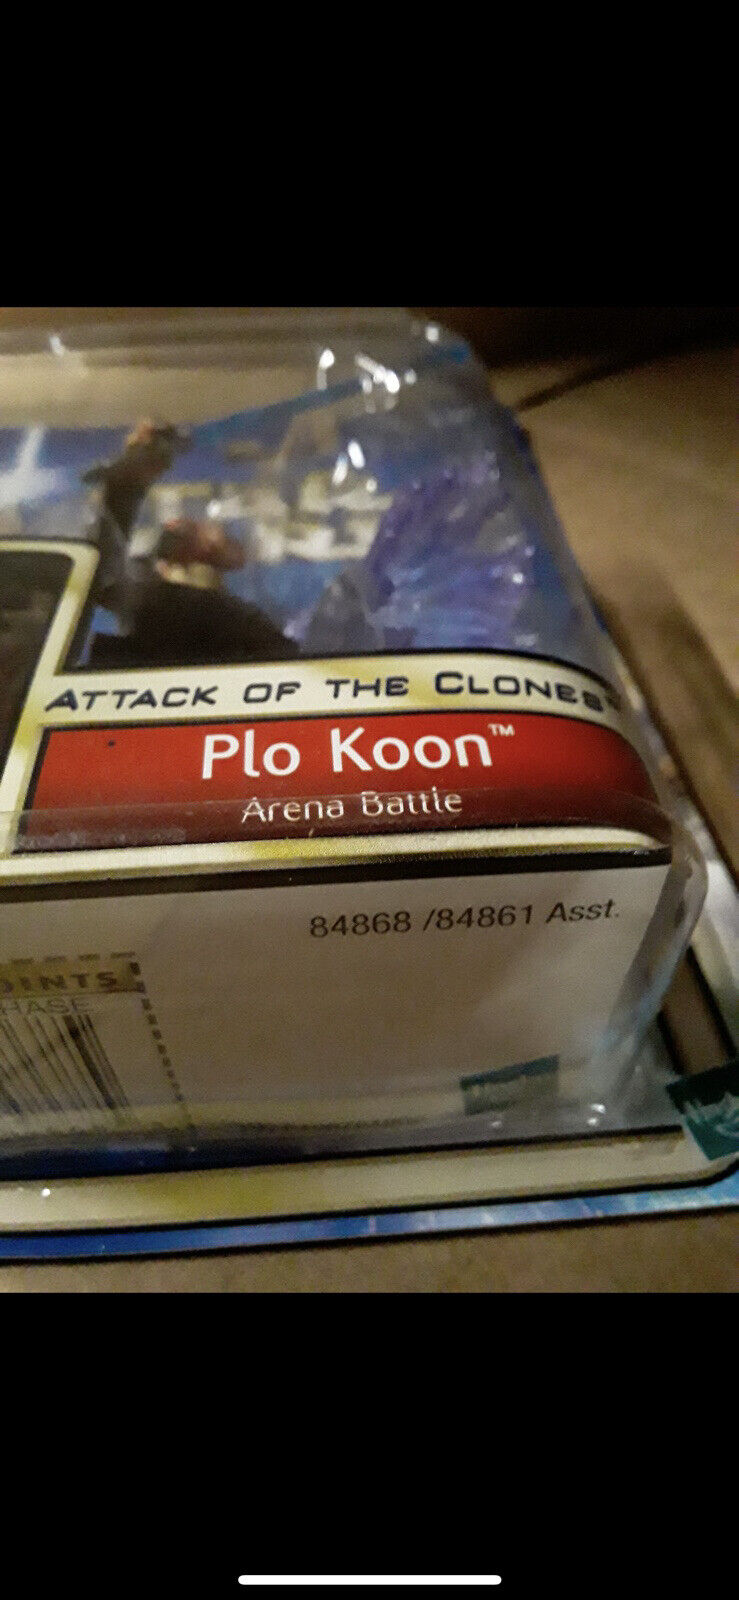 ATTACK OF THE CLONES
Plo Koon™
Arena Battle
84868 /84861 Asst.